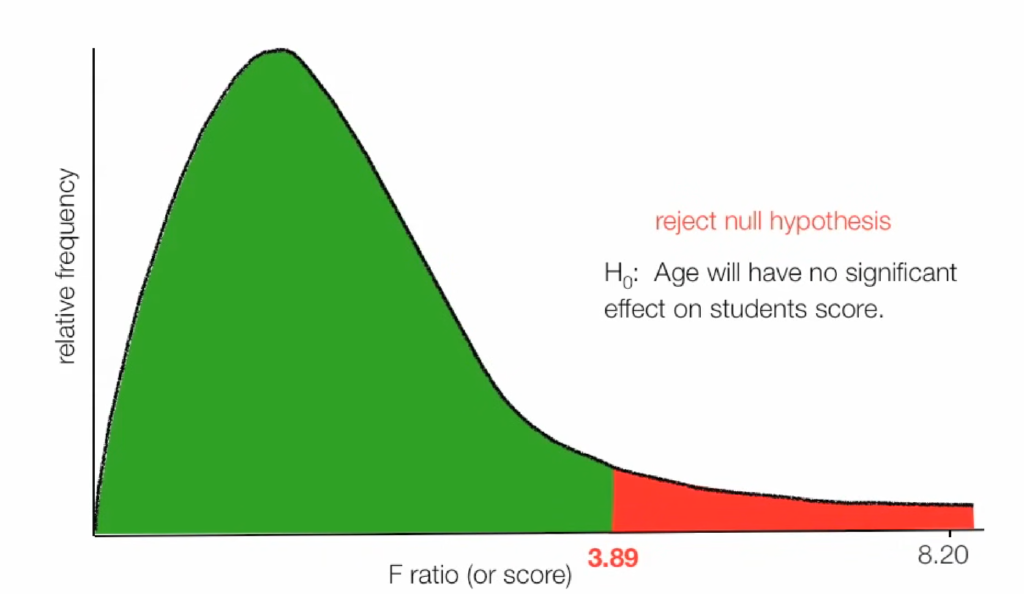 relative frequency
reject null hypothesis
H₀: Age will have no significant
effect on students score.
3.89
8.20
F ratio (or score)